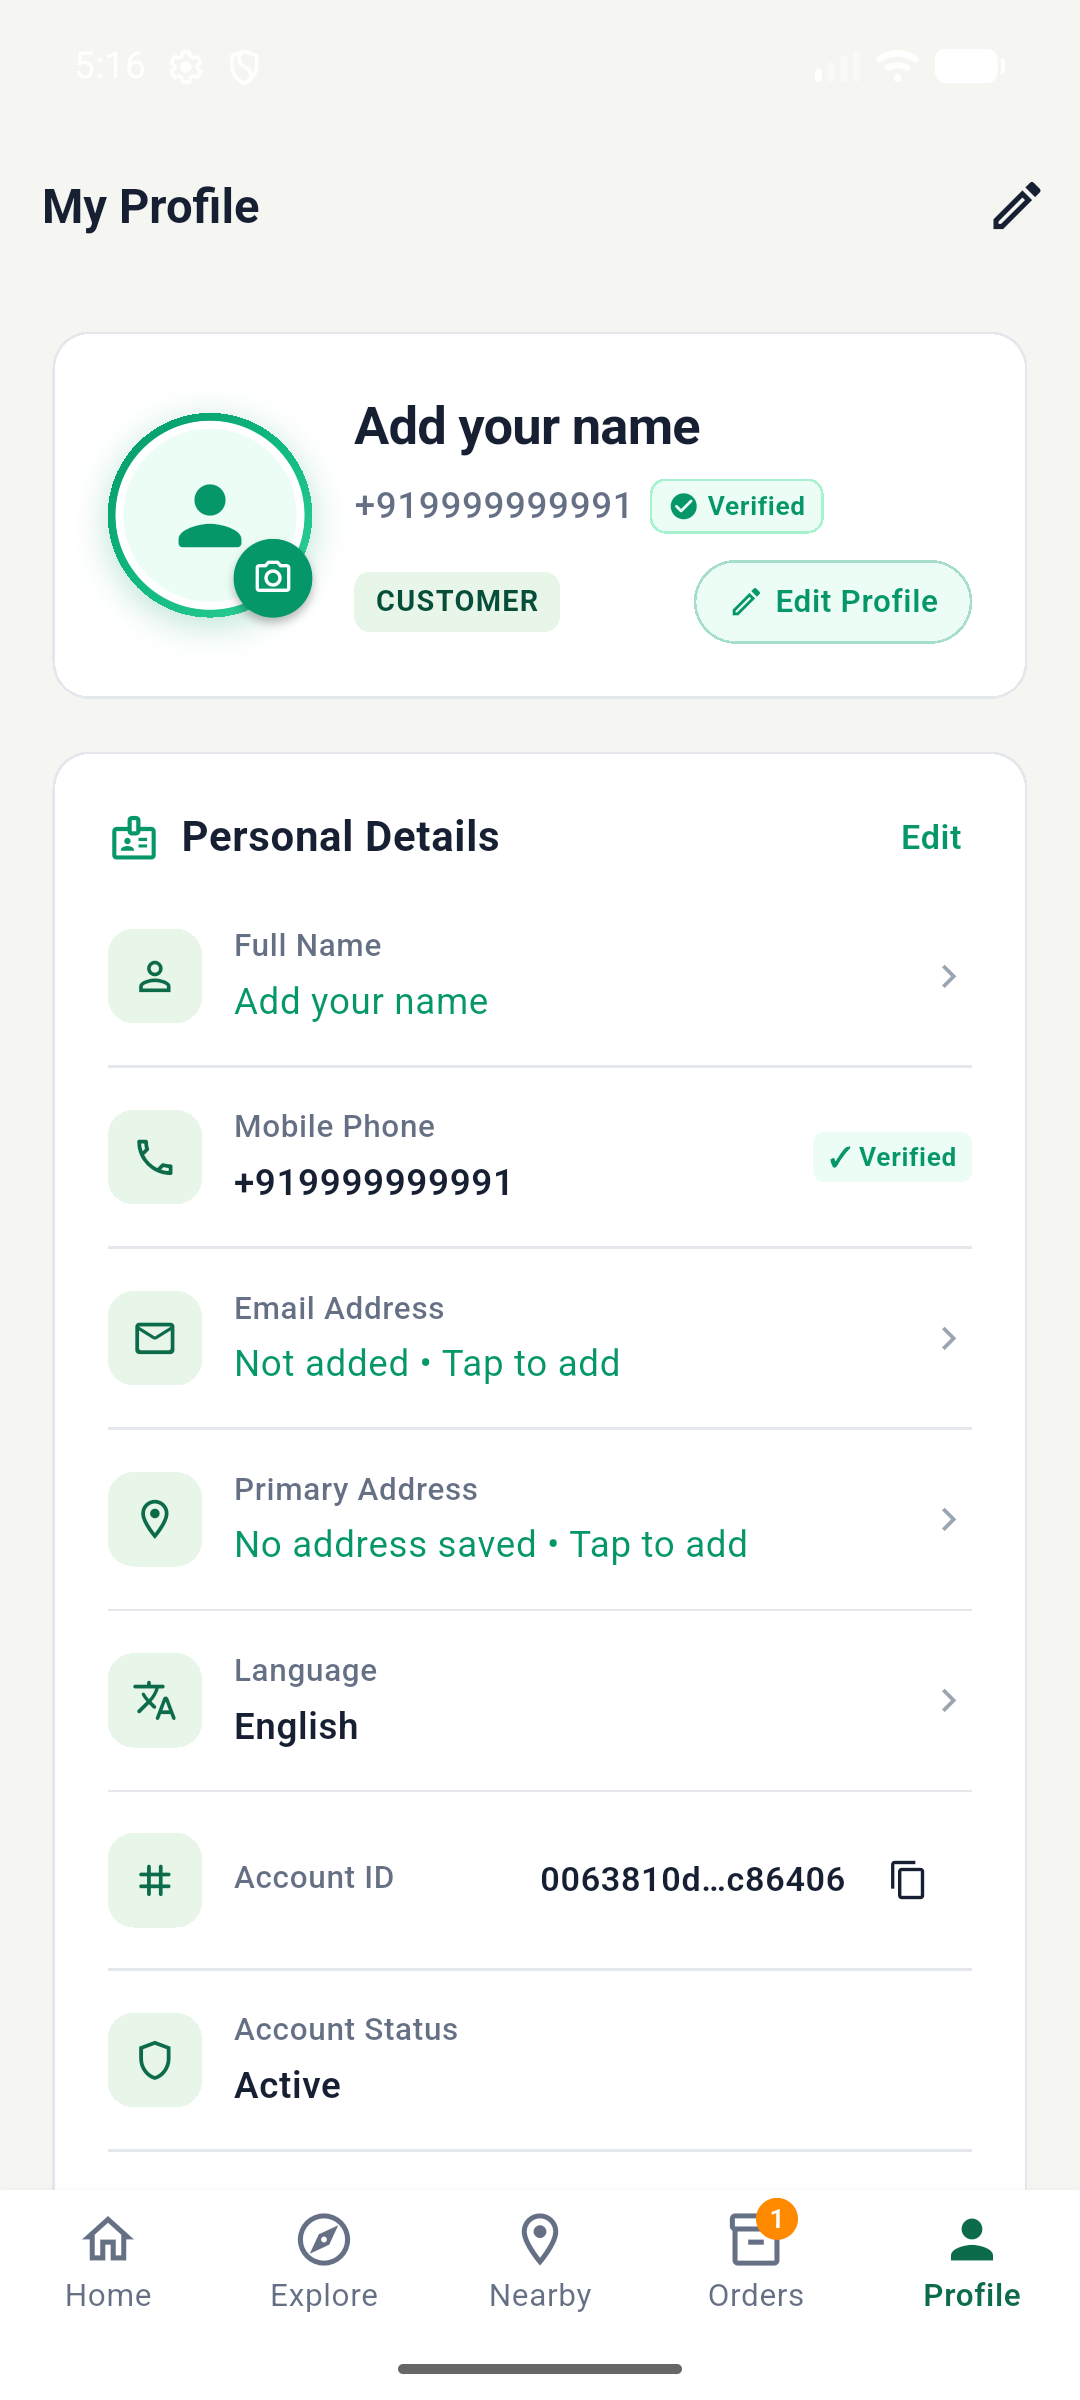 5:16
My Profile
Add your name
+919999999991
Verified
CUSTOMER
Edit Profile
Personal Details
Edit
Full Name
Add your name
Mobile Phone
+919999999991
✓ Verified
Email Address
Not added • Tap to add
Primary Address
No address saved • Tap to add
Language
English
Account ID
0063810d…c86406
Account Status
Active
1
Home
Explore
Nearby
Orders
Profile